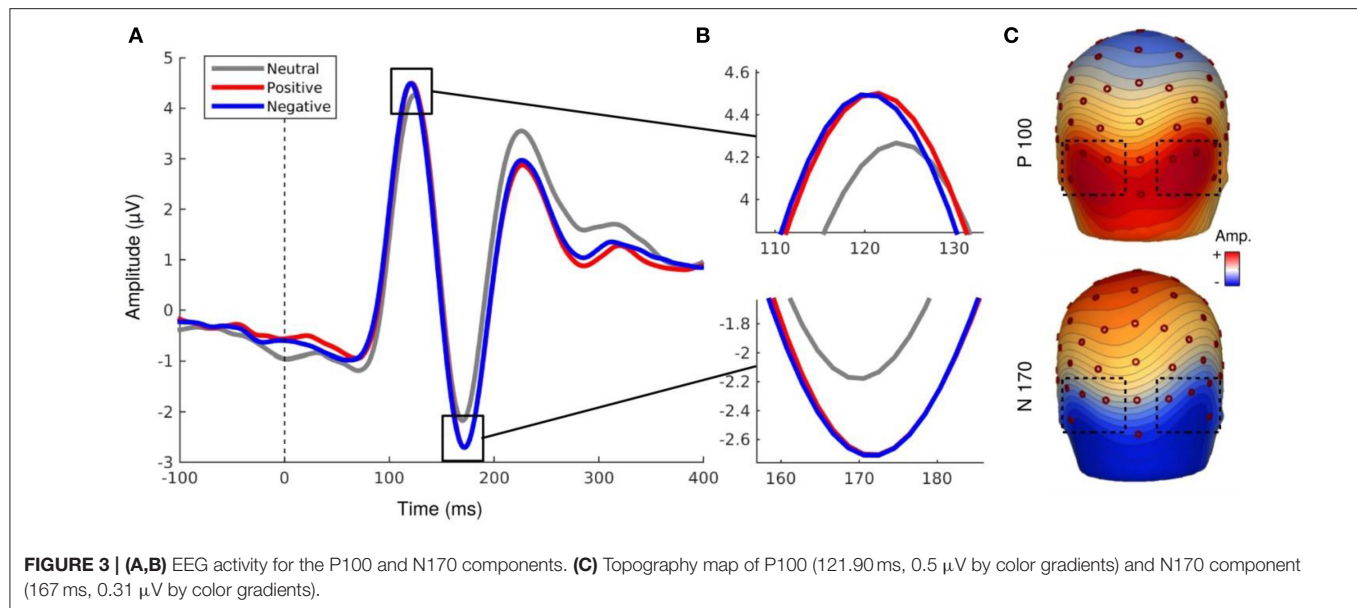 A
B
C
Neutral
Positive
Negative
5
4
3
2
1
0
-1
-2
-3
Amplitude (μV)
-100
0
100
200
300
400
Time (ms)
4.6
4.4
4.2
4
110
120
130
-1.8
-2
-2.2
-2.4
-2.6
160
170
180
P 100
Amp.
+
-
N 170
FIGURE 3 | (A,B) EEG activity for the P100 and N170 components. (C) Topography map of P100 (121.90 ms, 0.5 μV by color gradients) and N170 component
(167 ms, 0.31 μV by color gradients).